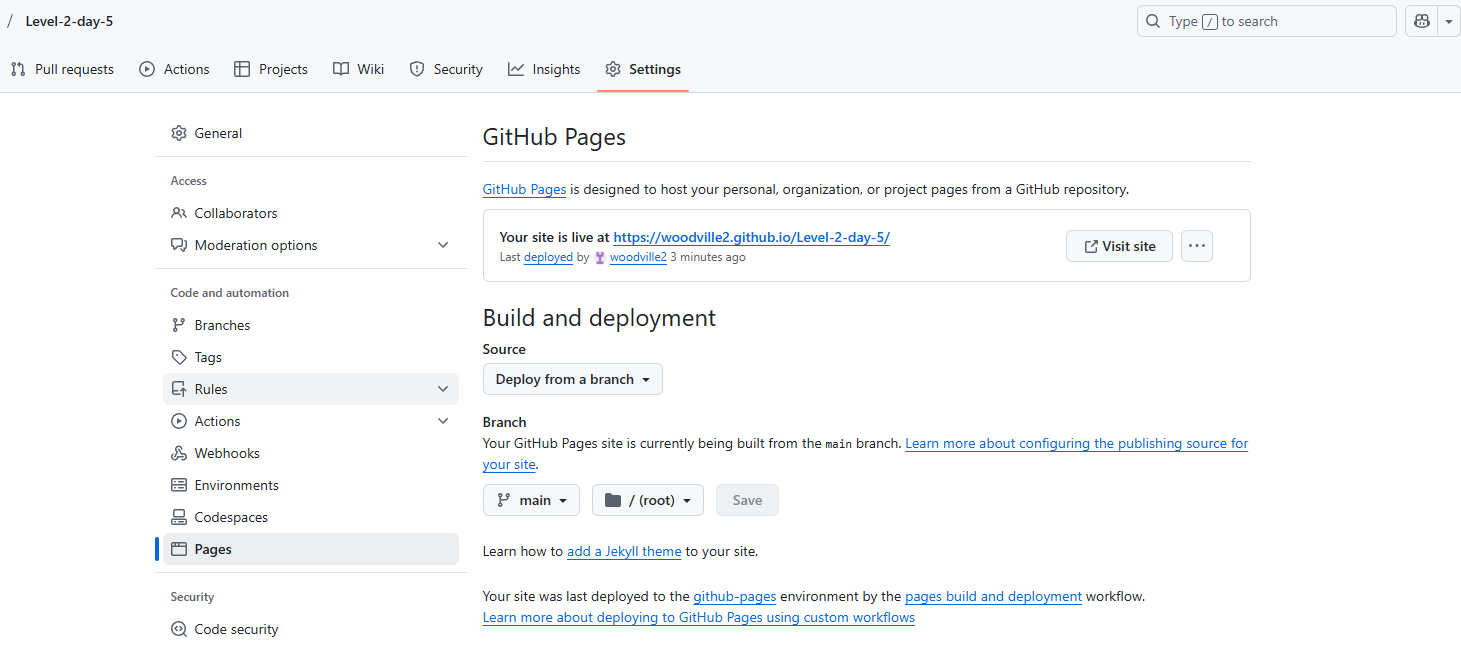 / Level-2-day-5
Type / to search
Pull requests Actions Projects Wiki Security Insights Settings
General
Access
Collaborators
Moderation options
Code and automation
Branches
Tags
Rules
Actions
Webhooks
Environments
Codespaces
Pages
Security
Code security
GitHub Pages
GitHub Pages is designed to host your personal, organization, or project pages from a GitHub repository.
Your site is live at https://woodville2.github.io/Level-2-day-5/
Last deployed by woodville2 3 minutes ago
Visit site
Build and deployment
Source
Deploy from a branch
Branch
Your GitHub Pages site is currently being built from the main branch. Learn more about configuring the publishing source for
your site.
main / (root) Save
Learn how to add a Jekyll theme to your site.
Your site was last deployed to the github-pages environment by the pages build and deployment workflow.
Learn more about deploying to GitHub Pages using custom workflows